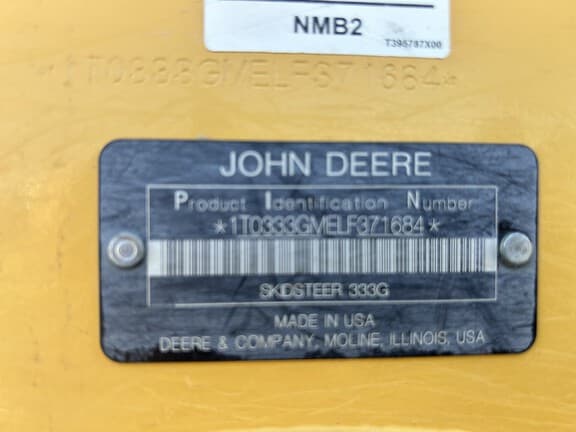 NMB2
T395787X00
*1T0333GMELF371684*
JOHN DEERE
Product Identification Number
*1T0333GMELF371684*
SKIDSTEER 333G
MADE IN USA
DEERE & COMPANY, MOLINE, ILLINOIS, USA